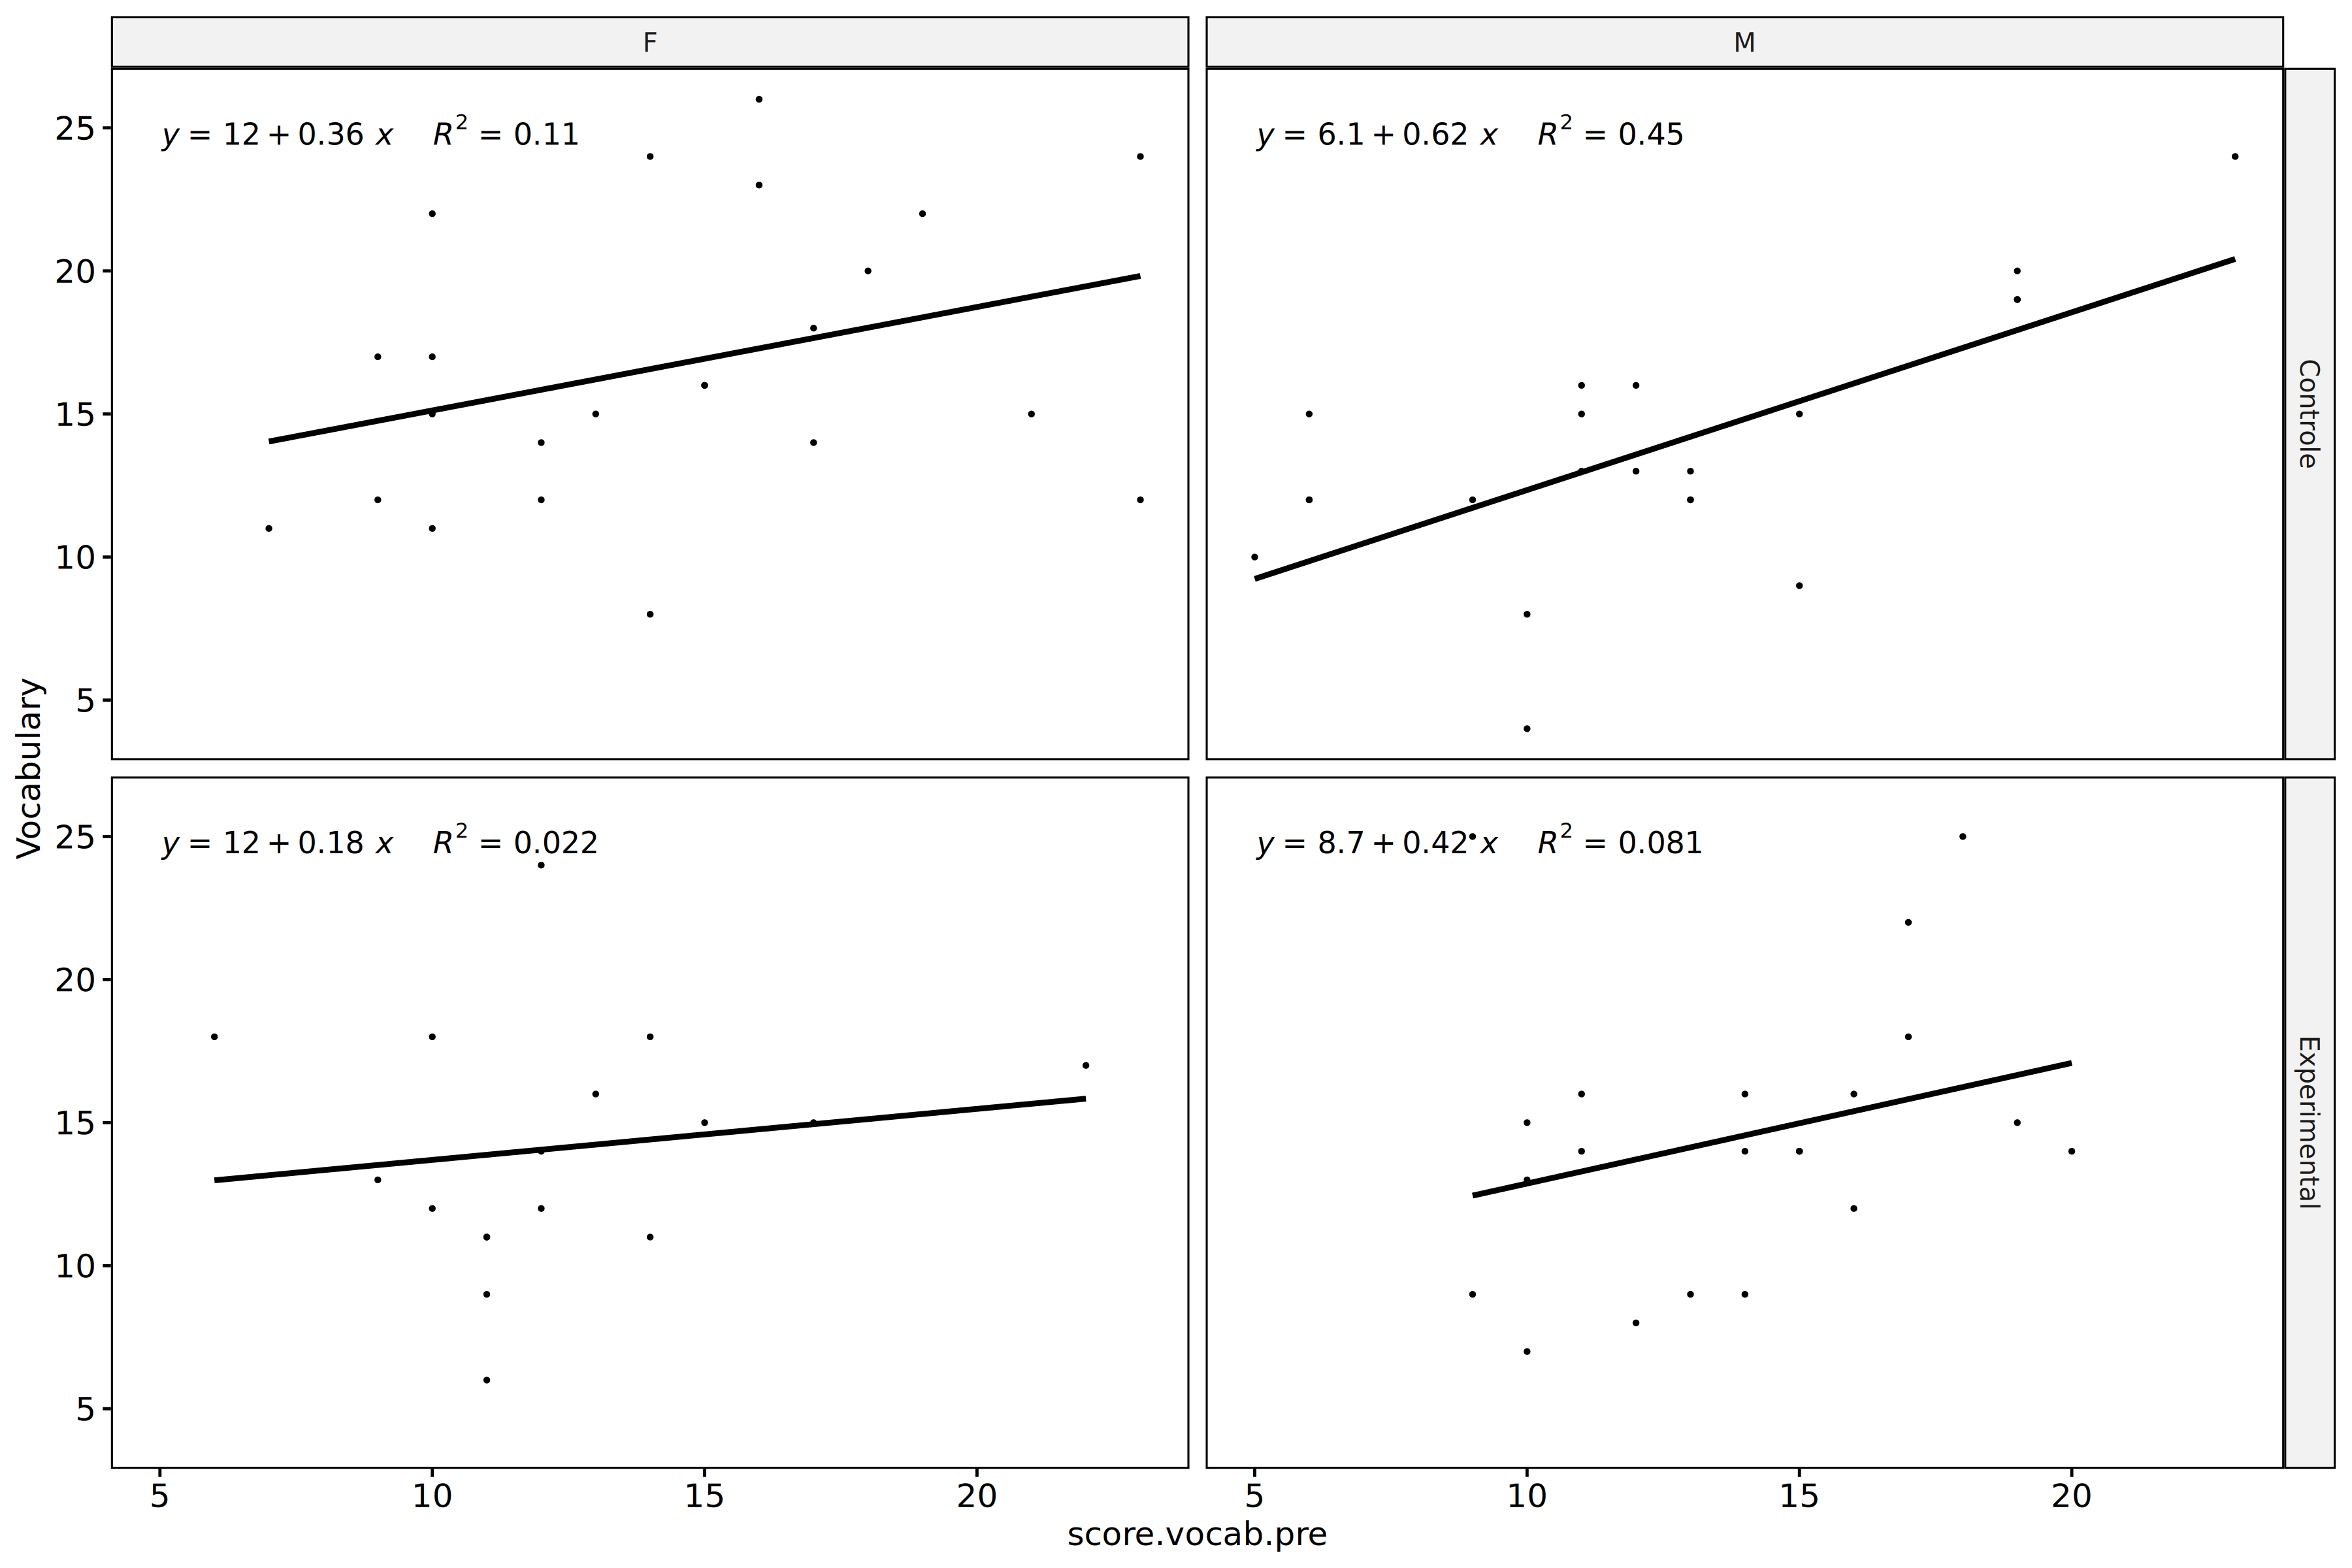 F
M
y = 12 + 0.36 x R² = 0.11
y = 6.1 + 0.62 x R² = 0.45
25
20
15
10
5
Controle
y = 12 + 0.18 x R² = 0.022
y = 8.7 + 0.42 x R² = 0.081
25
20
15
10
5
Experimental
Vocabulary
5 10 15 20 5 10 15 20
score.vocab.pre